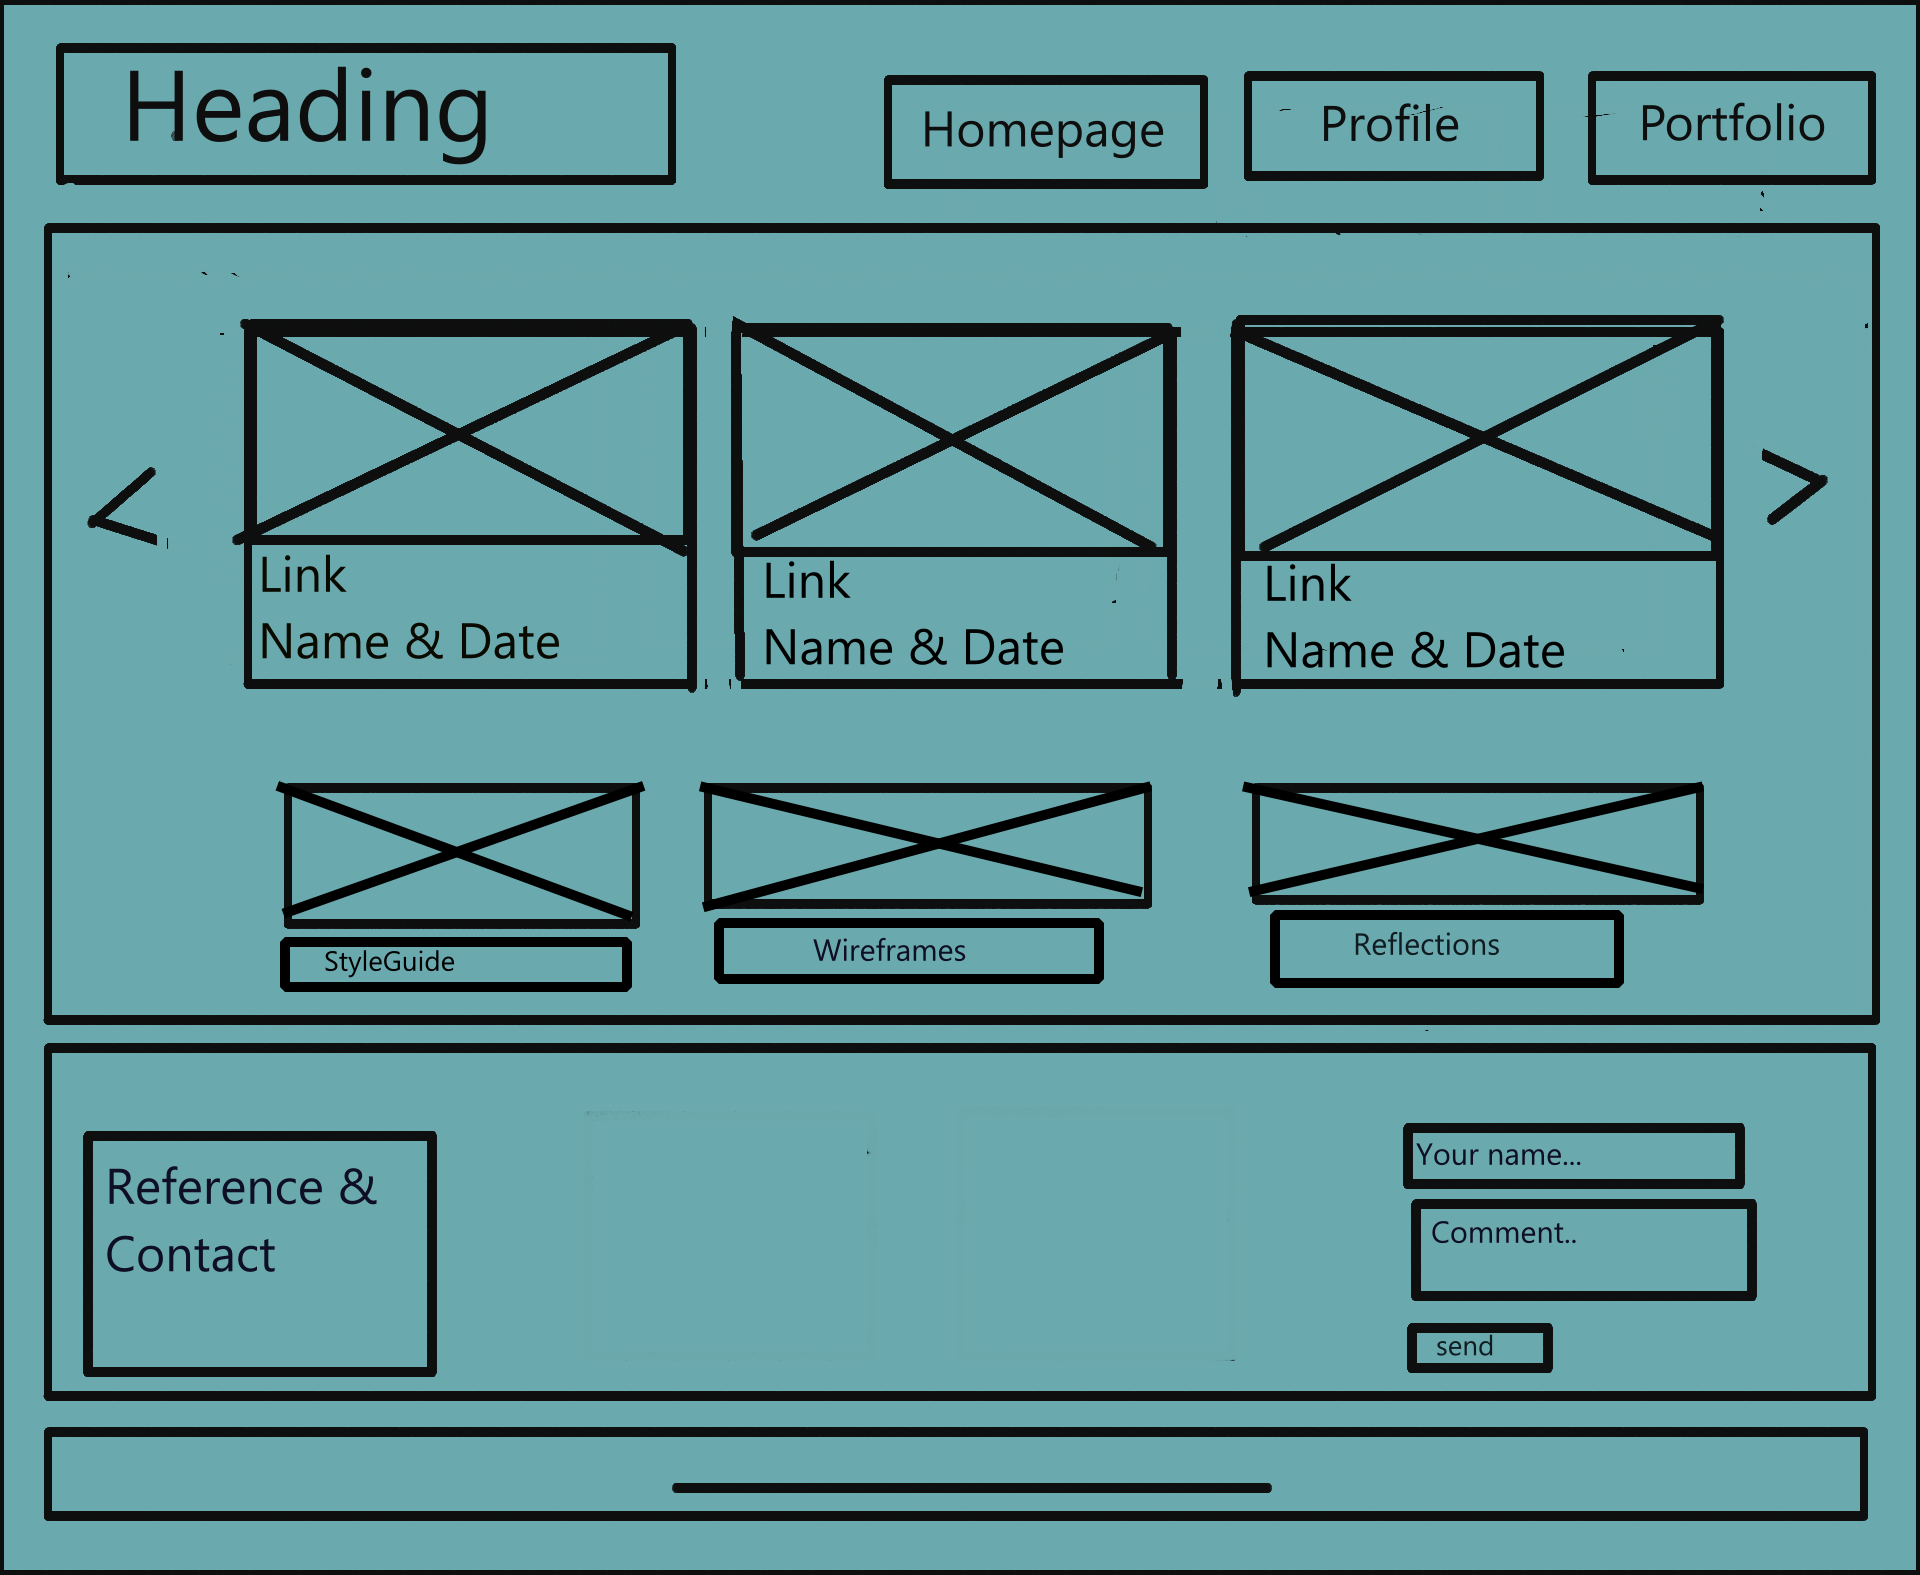 Heading
Homepage
Profile
Portfolio
<
>
Link
Name & Date
Link
Name & Date
Link
Name & Date
StyleGuide
Wireframes
Reflections
Reference &
Contact
Your name...
Comment..
send